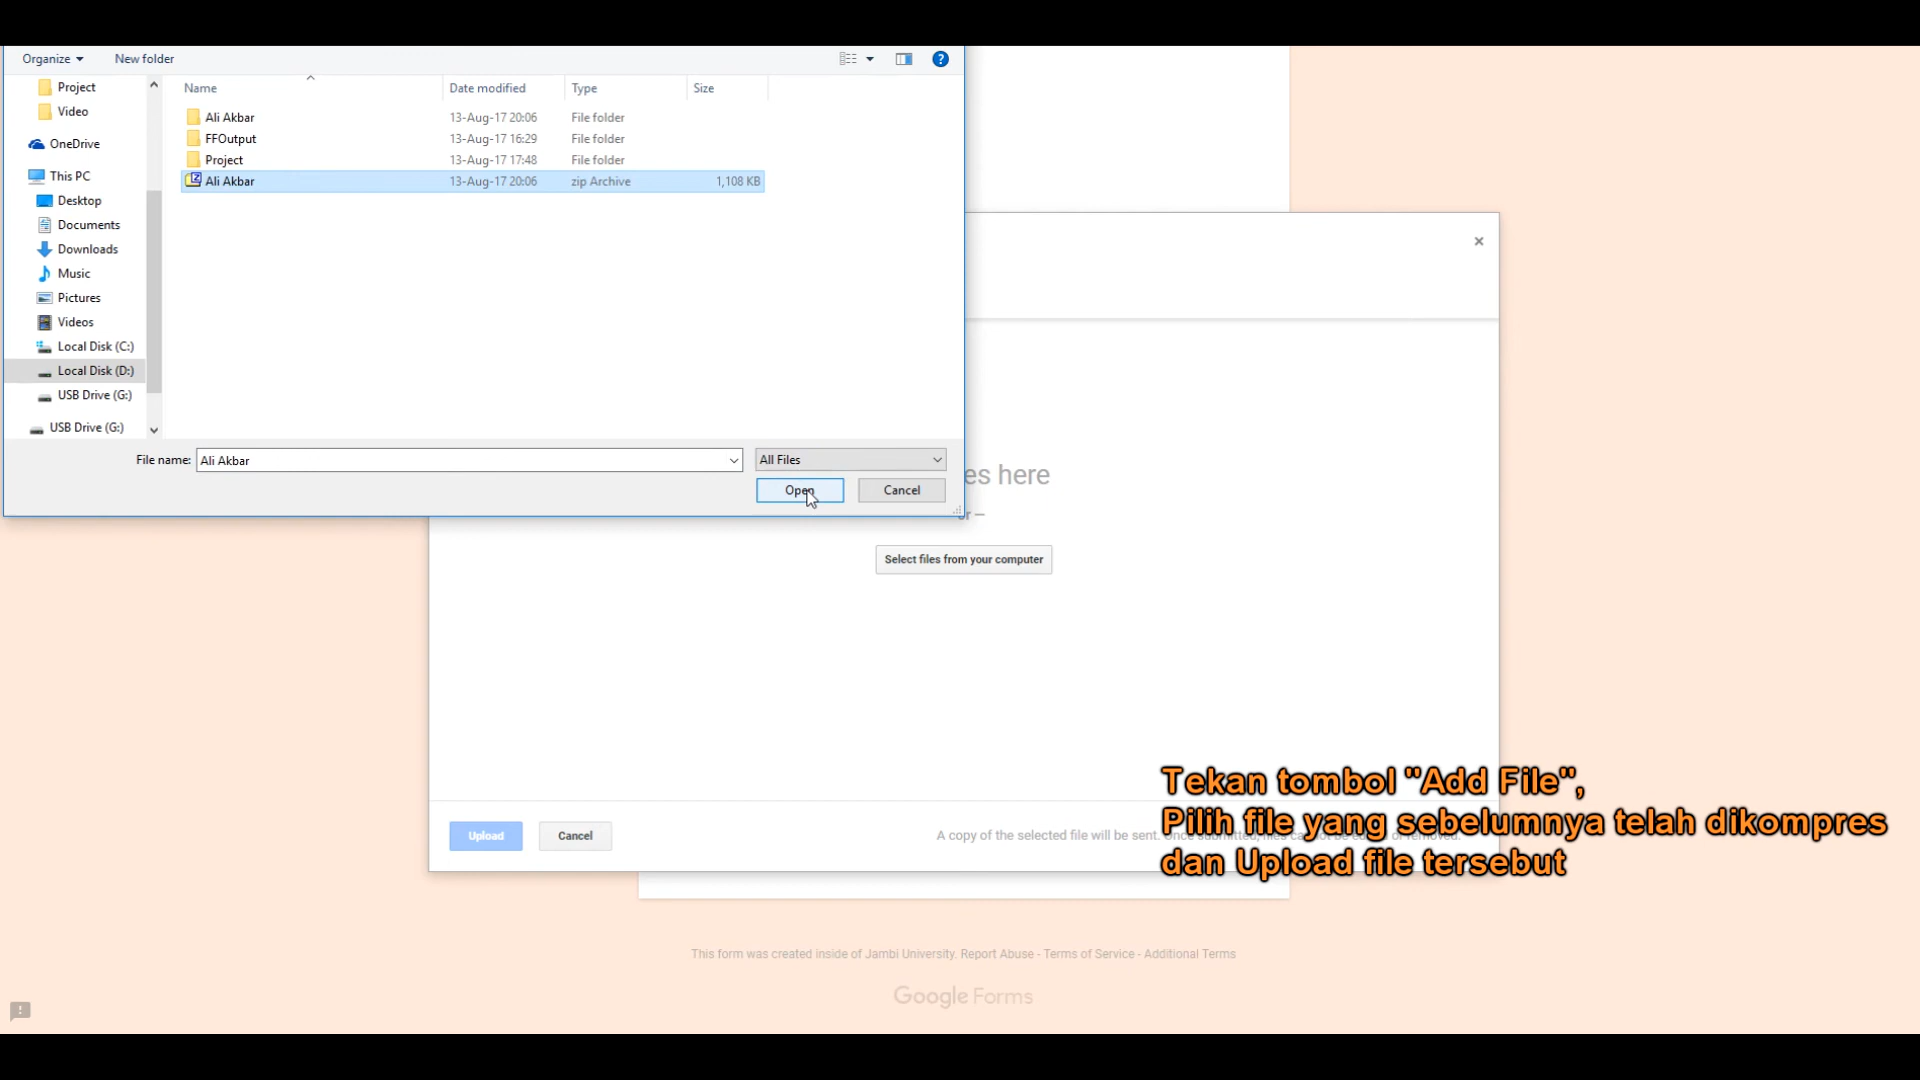 Organize
New folder
Name
Date modified
Type
Size
Project
Video
OneDrive
This PC
Desktop
Documents
Downloads
Music
Pictures
Videos
Local Disk (C:)
Local Disk (D:)
USB Drive (G:)
USB Drive (G:)
Ali Akbar 13-Aug-17 20:06 File folder
FFOutput 13-Aug-17 16:29 File folder
Project 13-Aug-17 17:48 File folder
Ali Akbar 13-Aug-17 20:06 zip Archive 1,108 KB
File name: Ali Akbar
All Files
Open
Cancel
es here
or —
Select files from your computer
Upload
Cancel
A copy of the selected file will be sent.
Tekan tombol "Add File",
Pilih file yang sebelumnya telah dikompres
dan Upload file tersebut
This form was created inside of Jambi University. Report Abuse - Terms of Service - Additional Terms
Google Forms